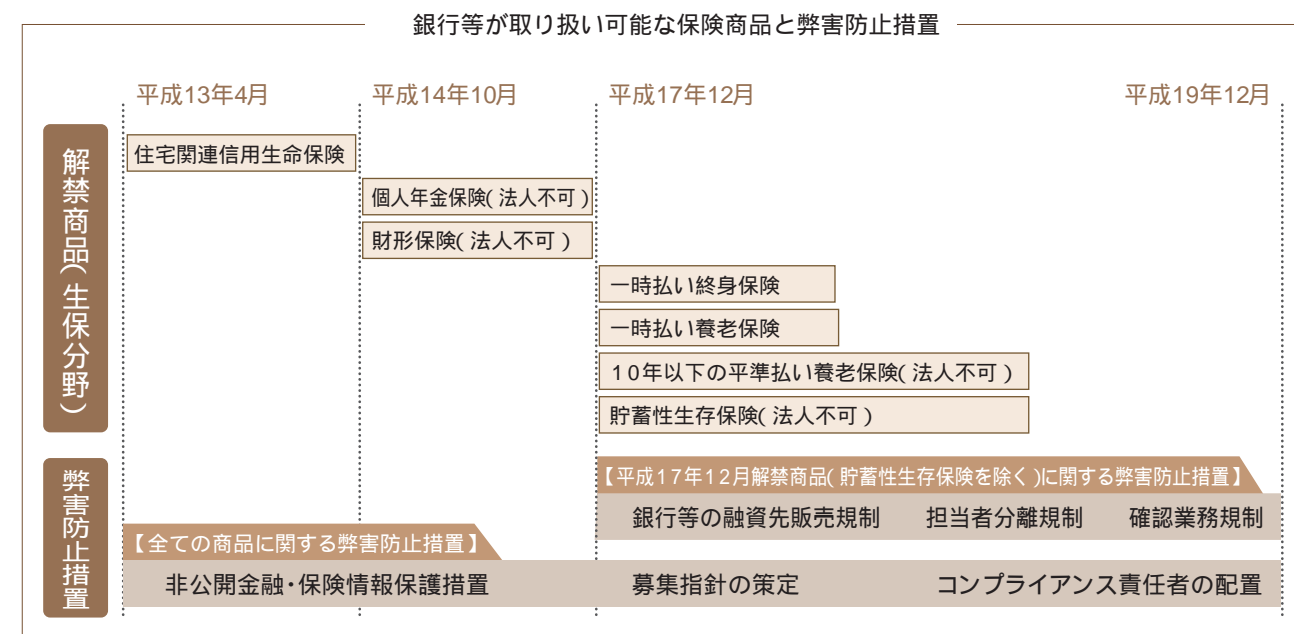 銀行等が取り扱い可能な保険商品と弊害防止措置
平成13年4月
平成14年10月
平成17年12月
平成19年12月
解禁商品(生保分野)
住宅関連信用生命保険
個人年金保険(法人不可)
財形保険(法人不可)
一時払い終身保険
一時払い養老保険
10年以下の平準払い養老保険(法人不可)
貯蓄性生存保険(法人不可)
弊害防止措置
【平成17年12月解禁商品(貯蓄性生存保険を除く)に関する弊害防止措置】
銀行等の融資先販売規制 担当者分離規制 確認業務規制
【全ての商品に関する弊害防止措置】
非公開金融・保険情報保護措置 募集指針の策定 コンプライアンス責任者の配置